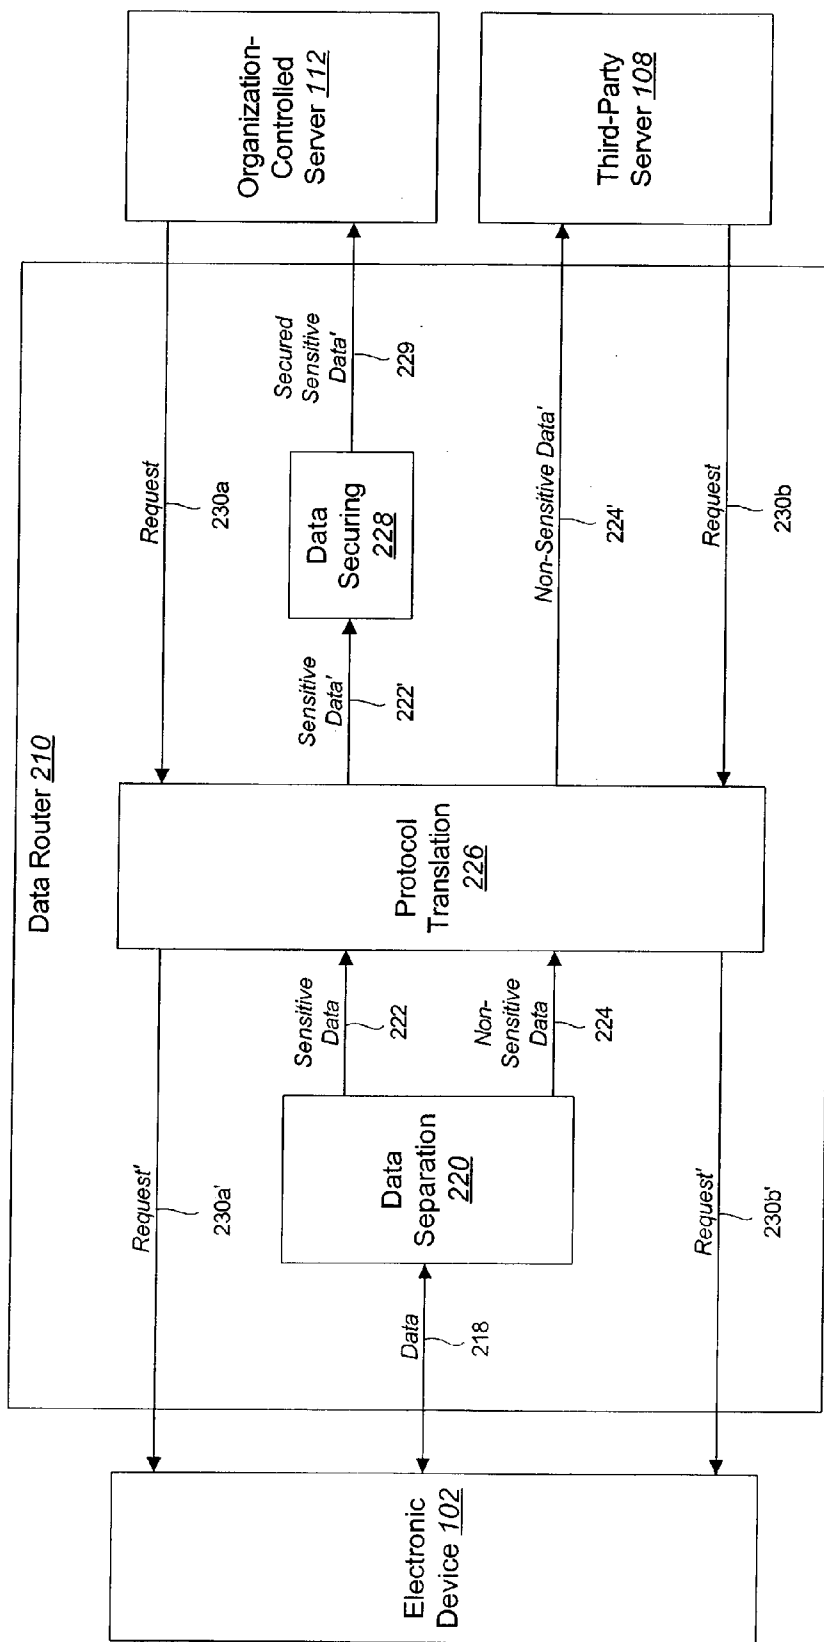 Data Router 210
Electronic
Device 102
Request'
230a'
Data
218
Request'
230b'
Data
Separation
220
Sensitive
Data
222
Non-
Sensitive
Data
224
Protocol
Translation
226
Request
230a
Sensitive
Data'
222'
Data
Securing
228
Secured
Sensitive
Data'
229
Non-Sensitive Data'
224'
Request
230b
Organization-
Controlled
Server 112
Third-Party
Server 108